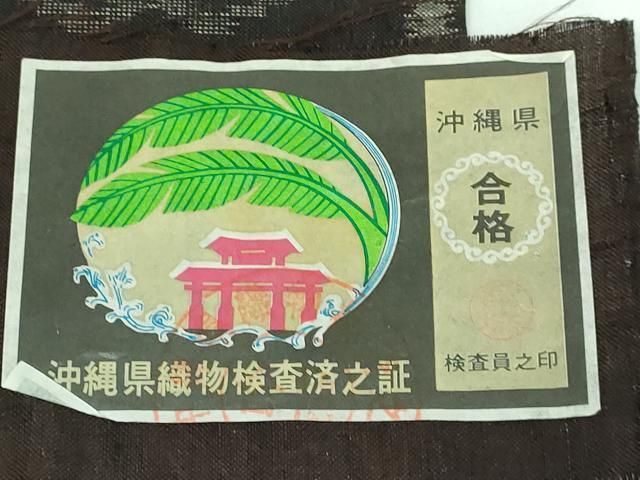 沖縄県
合格
検査員之印
沖縄県織物検査済之証